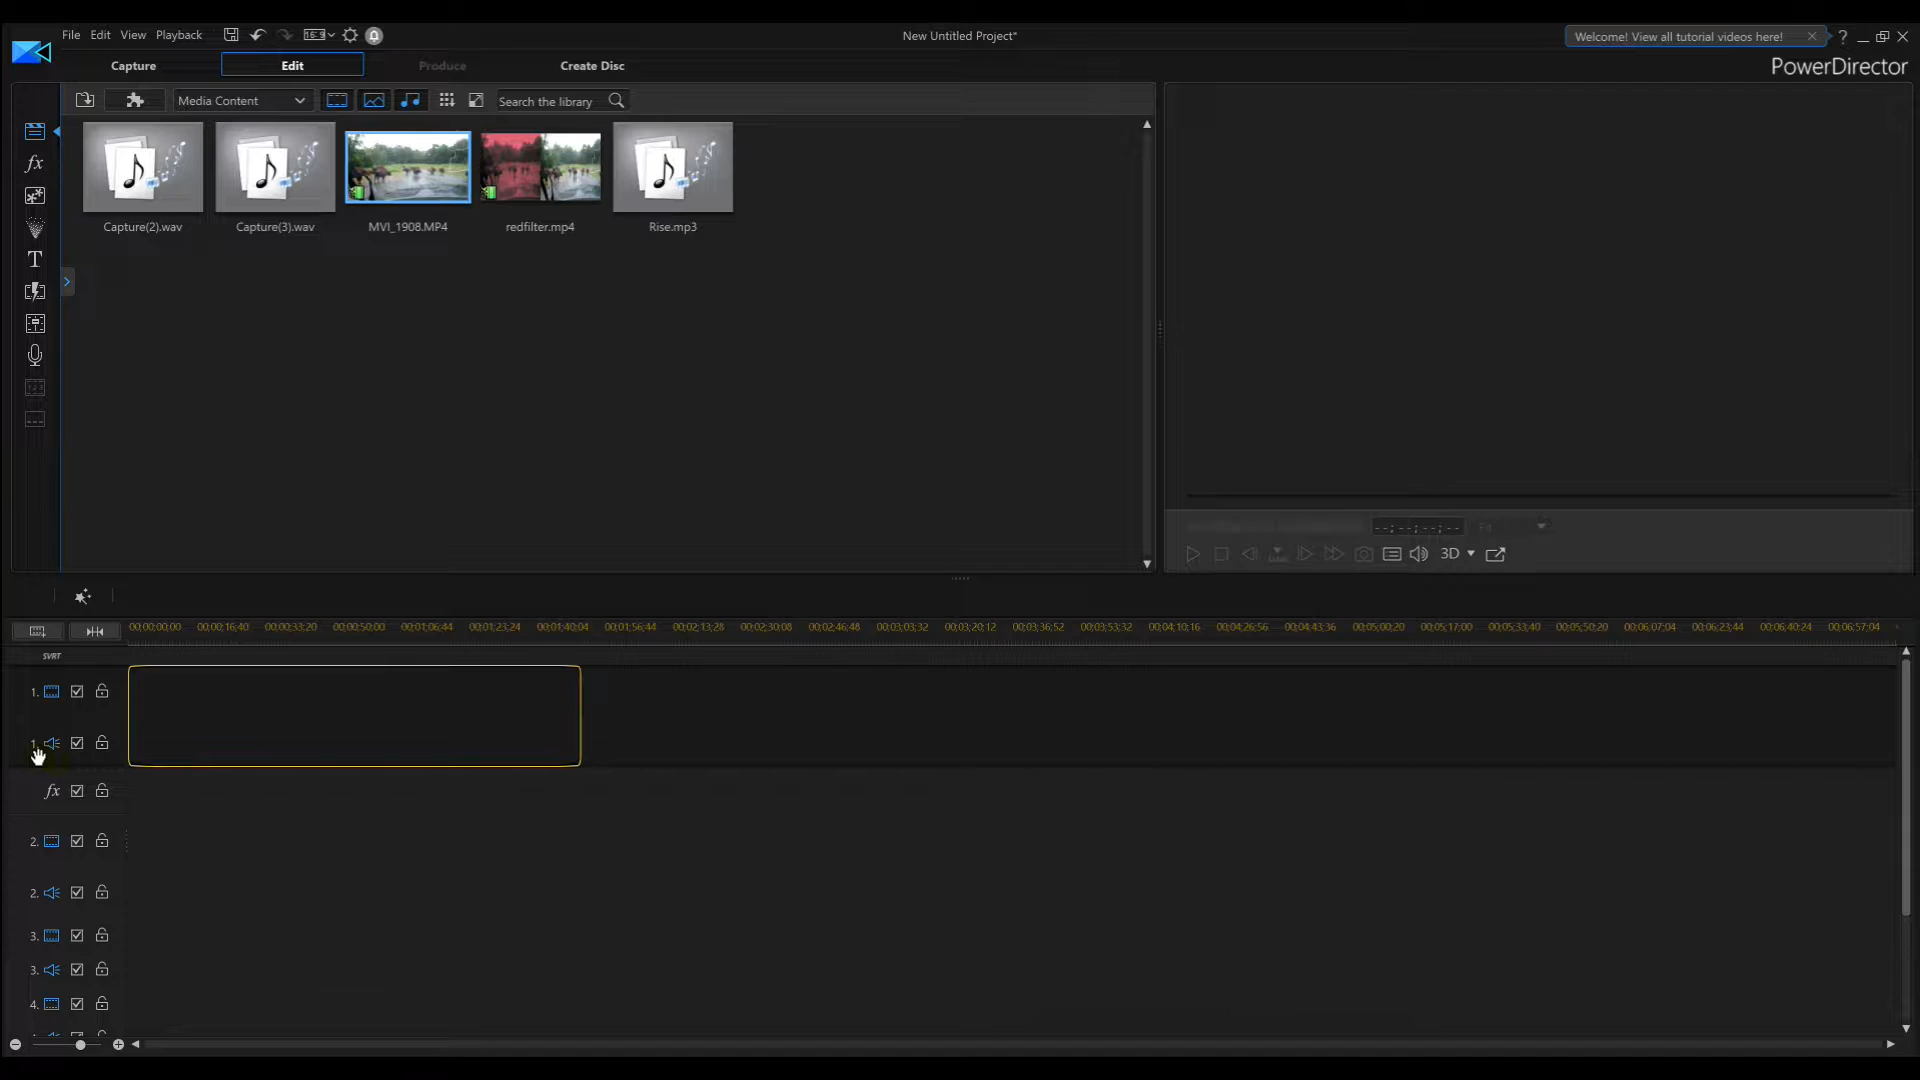 File Edit View Playback 16:9 New Untitled Project* Welcome! View all tutorial videos here! ?
Capture Edit Produce Create Disc PowerDirector
Media Content Search the library
fx
Capture(2).wav Capture(3).wav MVI_1908.MP4 redfilter.mp4 Rise.mp3
T
--;--;--;-- Fit
3D
00;00;00;00 00;00;16;40 00;00;33;20 00;00;50;00 00;01;06;44 00;01;23;24 00;01;40;04 00;01;56;44 00;02;13;28 00;02;30;08 00;02;46;48 00;03;03;32 00;03;20;12 00;03;36;52 00;03;53;32 00;04;10;16 00;04;26;56 00;04;43;36 00;05;00;20 00;05;17;00 00;05;33;40 00;05;50;20 00;06;07;04 00;06;23;44 00;06;40;24 00;06;57;04
SVRT
1.
1.
fx
2.
2.
3.
3.
4.